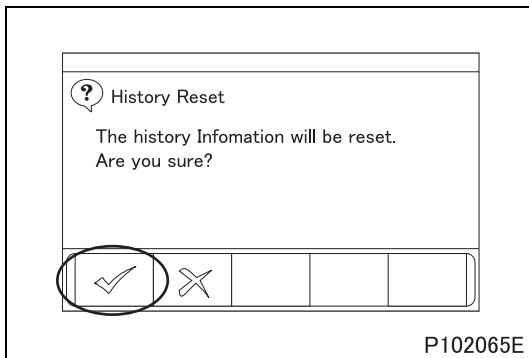 ? History Reset
The history Infomation will be reset.
Are you sure?
P102065E